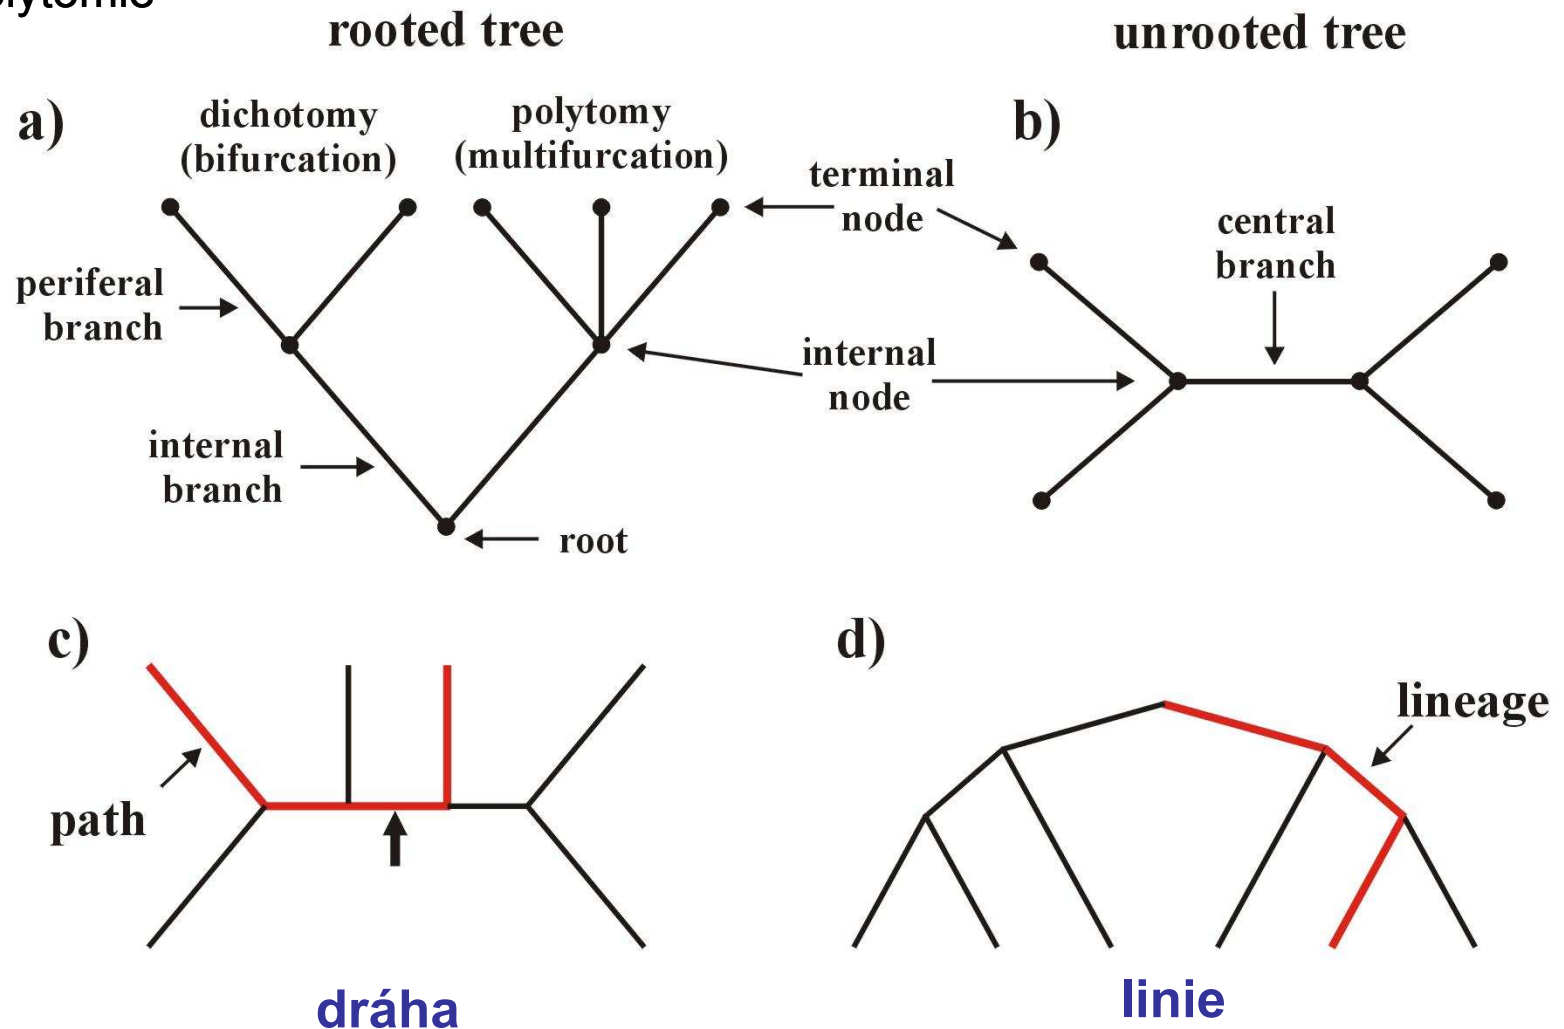 rooted tree
unrooted tree
a)
dichotomy
(bifurcation)
polytomy
(multifurcation)
b)
terminal
node
central
branch
periferal
branch
internal
node
internal
branch
root
c)
d)
lineage
path
dráha
linie